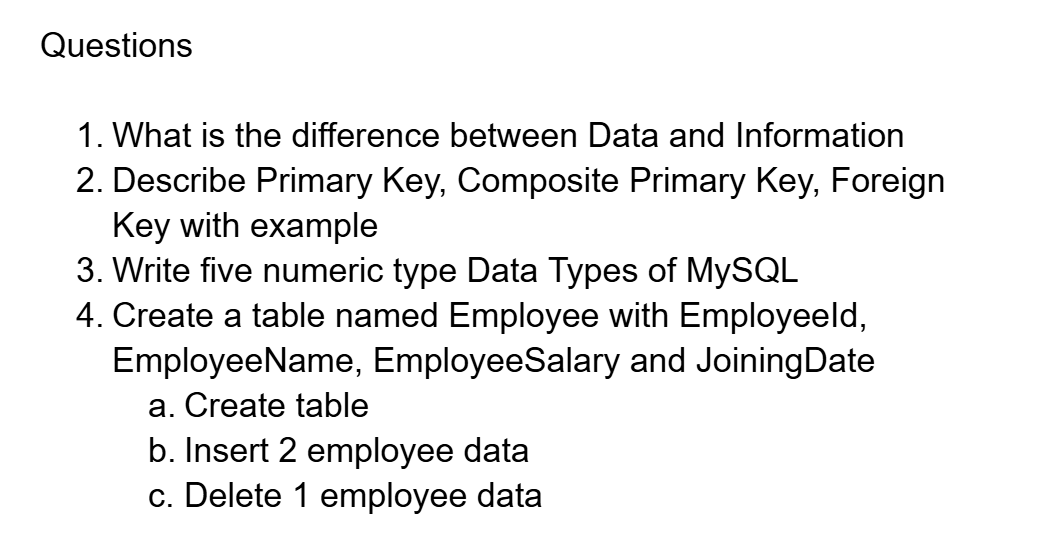 Questions
1. What is the difference between Data and Information
2. Describe Primary Key, Composite Primary Key, Foreign
Key with example
3. Write five numeric type Data Types of MySQL
4. Create a table named Employee with EmployeeId,
EmployeeName, EmployeeSalary and JoiningDate
a. Create table
b. Insert 2 employee data
c. Delete 1 employee data